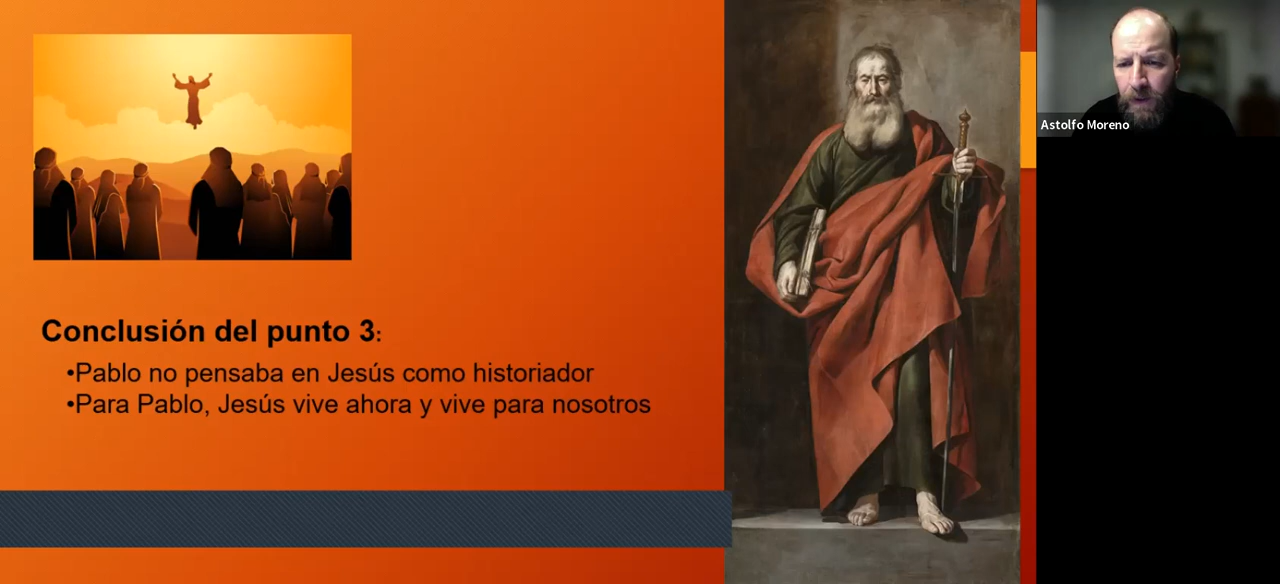 Conclusión del punto 3:
•Pablo no pensaba en Jesús como historiador
•Para Pablo, Jesús vive ahora y vive para nosotros
Astolfo Moreno